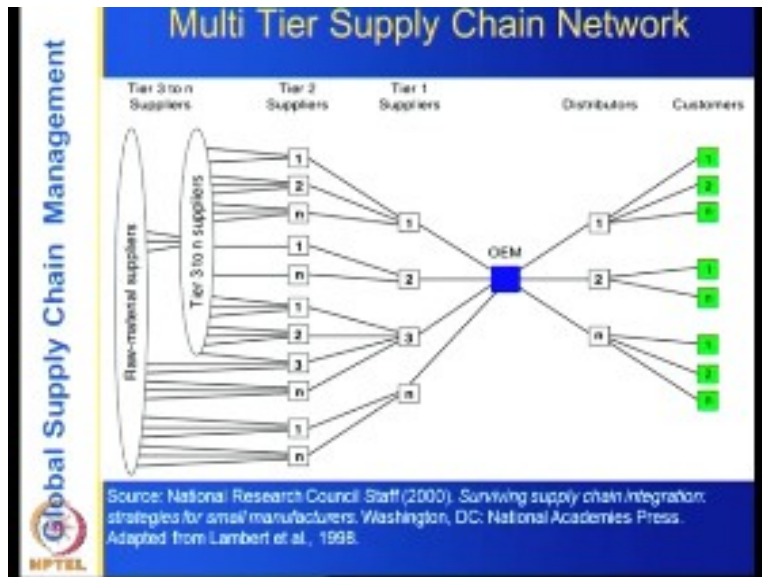 Multi Tier Supply Chain Network
Global Supply Chain Management
Tier 3 to n
Suppliers
Tier 2
Suppliers
Tier 1
Suppliers
Distributors
Customers
Raw-material suppliers
Tier 3 to n suppliers
1
2
n
1
n
1
2
3
n
1
n
1
2
3
n
OEM
1
2
n
1
2
n
1
n
1
2
n
Source: National Research Council Staff (2000). Surviving supply chain integration:
strategies for small manufacturers. Washington, DC: National Academies Press.
Adapted from Lambert et al., 1998.
NPTEL